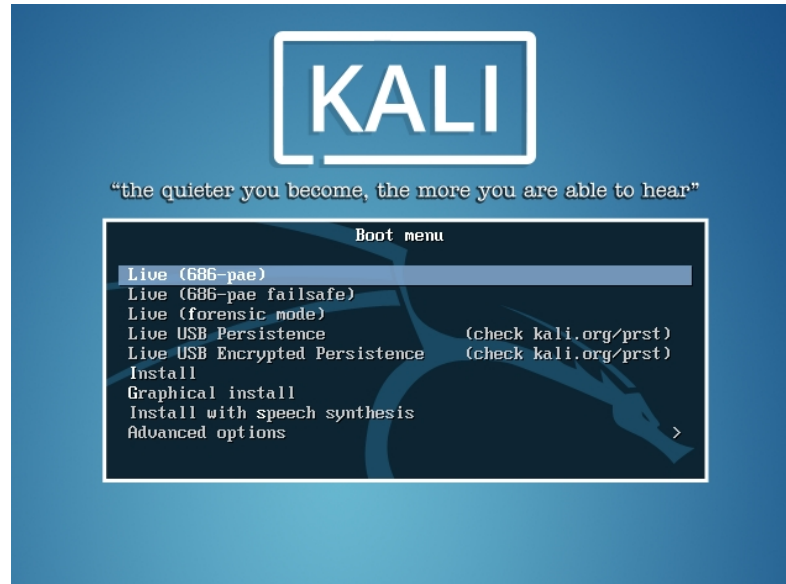 KALI
“the quieter you become, the more you are able to hear”
Boot menu
Live (686-pae)
Live (686-pae failsafe)
Live (forensic mode)
Live USB Persistence (check kali.org/prst)
Live USB Encrypted Persistence (check kali.org/prst)
Install
Graphical install
Install with speech synthesis
Advanced options >